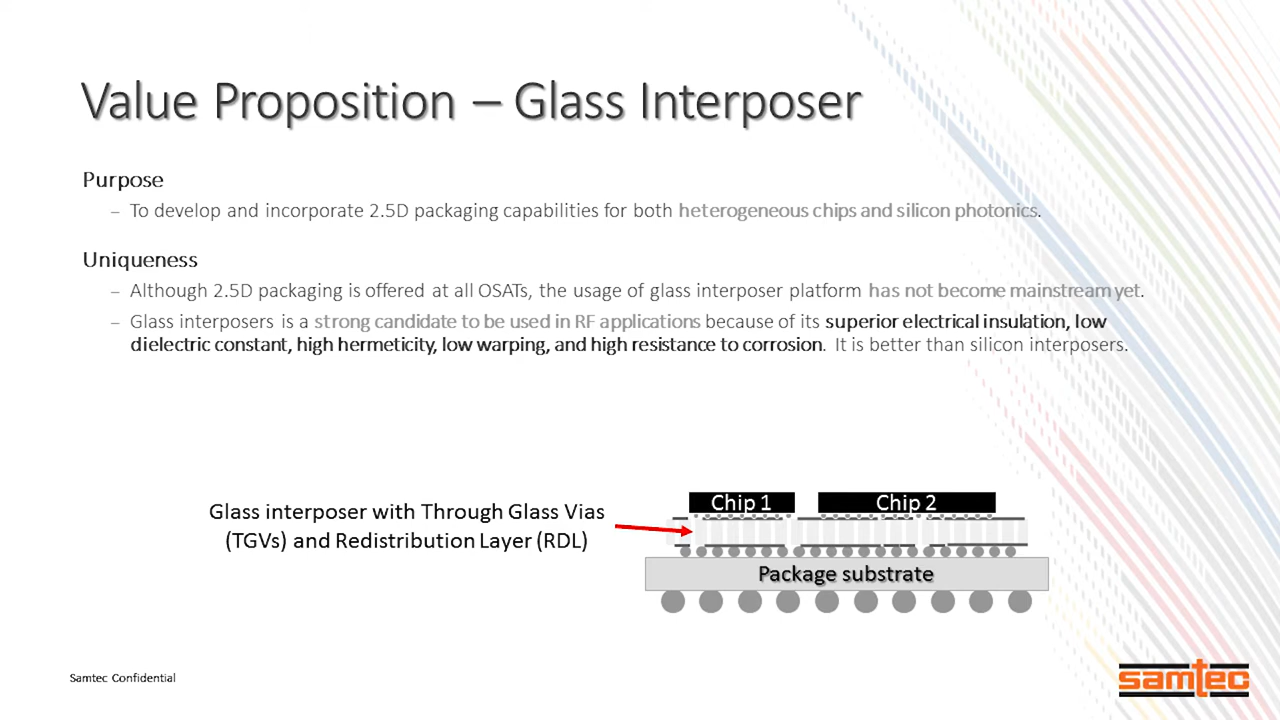 Value Proposition – Glass Interposer
Purpose
– To develop and incorporate 2.5D packaging capabilities for both heterogeneous chips and silicon photonics.
Uniqueness
– Although 2.5D packaging is offered at all OSATs, the usage of glass interposer platform has not become mainstream yet.
– Glass interposers is a strong candidate to be used in RF applications because of its superior electrical insulation, low
dielectric constant, high hermeticity, low warping, and high resistance to corrosion. It is better than silicon interposers.
Glass interposer with Through Glass Vias
(TGVs) and Redistribution Layer (RDL)
Chip 1
Chip 2
Package substrate
Samtec Confidential
samtec